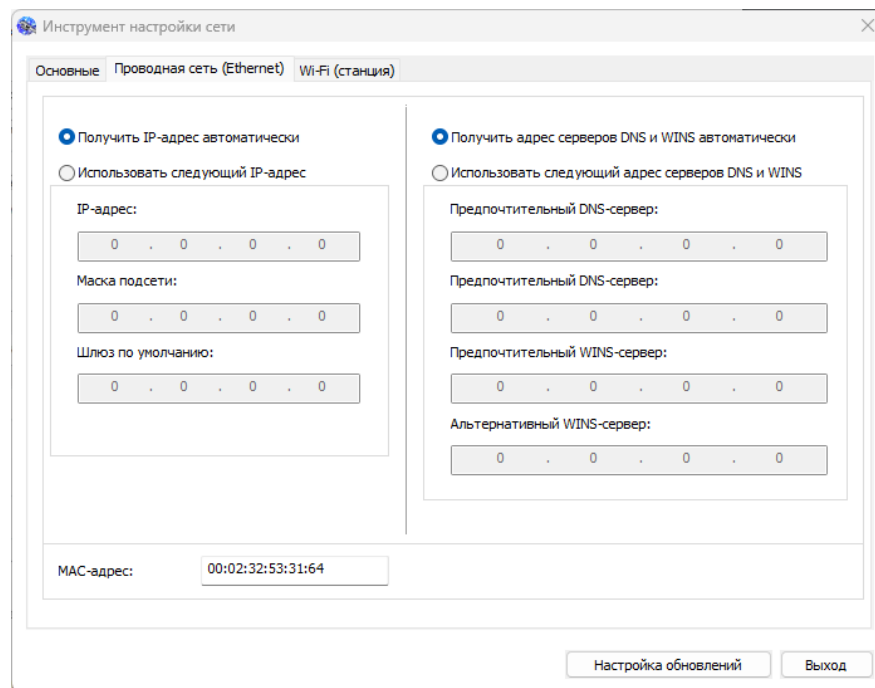 Инструмент настройки сети
Основные Проводная сеть (Ethernet) Wi-Fi (станция)
Получить IP-адрес автоматически
Использовать следующий IP-адрес
IP-адрес:
0 . 0 . 0 . 0
Маска подсети:
0 . 0 . 0 . 0
Шлюз по умолчанию:
0 . 0 . 0 . 0
Получить адрес серверов DNS и WINS автоматически
Использовать следующий адрес серверов DNS и WINS
Предпочтительный DNS-сервер:
0 . 0 . 0 . 0
Предпочтительный DNS-сервер:
0 . 0 . 0 . 0
Предпочтительный WINS-сервер:
0 . 0 . 0 . 0
Альтернативный WINS-сервер:
0 . 0 . 0 . 0
MAC-адрес: 00:02:32:53:31:64
Настройка обновлений Выход